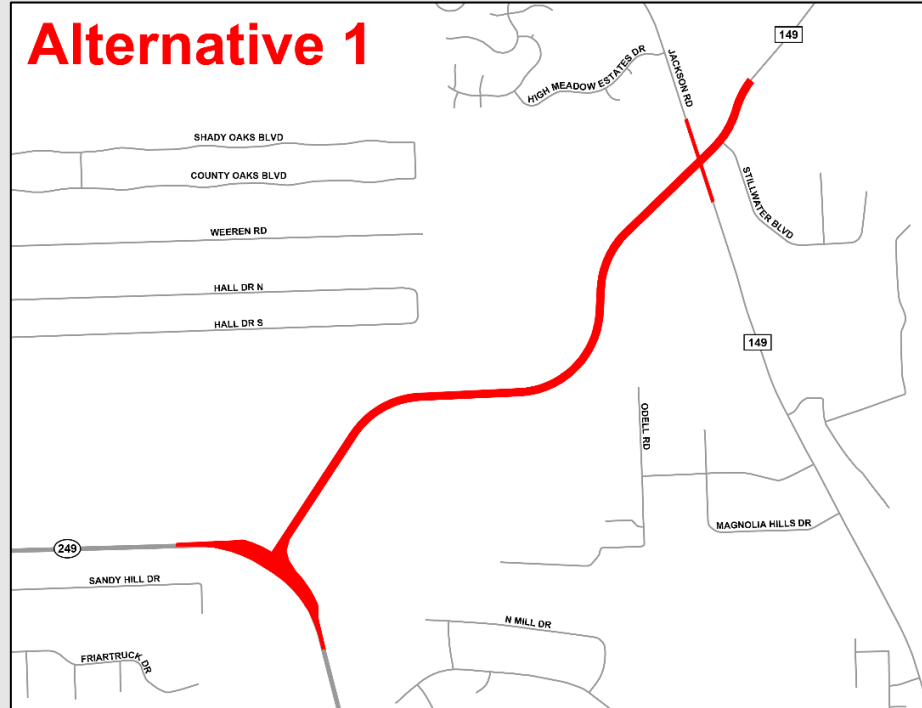 Alternative 1
149
JACKSON RD
HIGH MEADOW ESTATES DR
SHADY OAKS BLVD
COUNTY OAKS BLVD
STILLWATER BLVD
WEEREN RD
HALL DR N
HALL DR S
149
ODELL RD
MAGNOLIA HILLS DR
249
SANDY HILL DR
N MILL DR
FRIARTRUCK DR